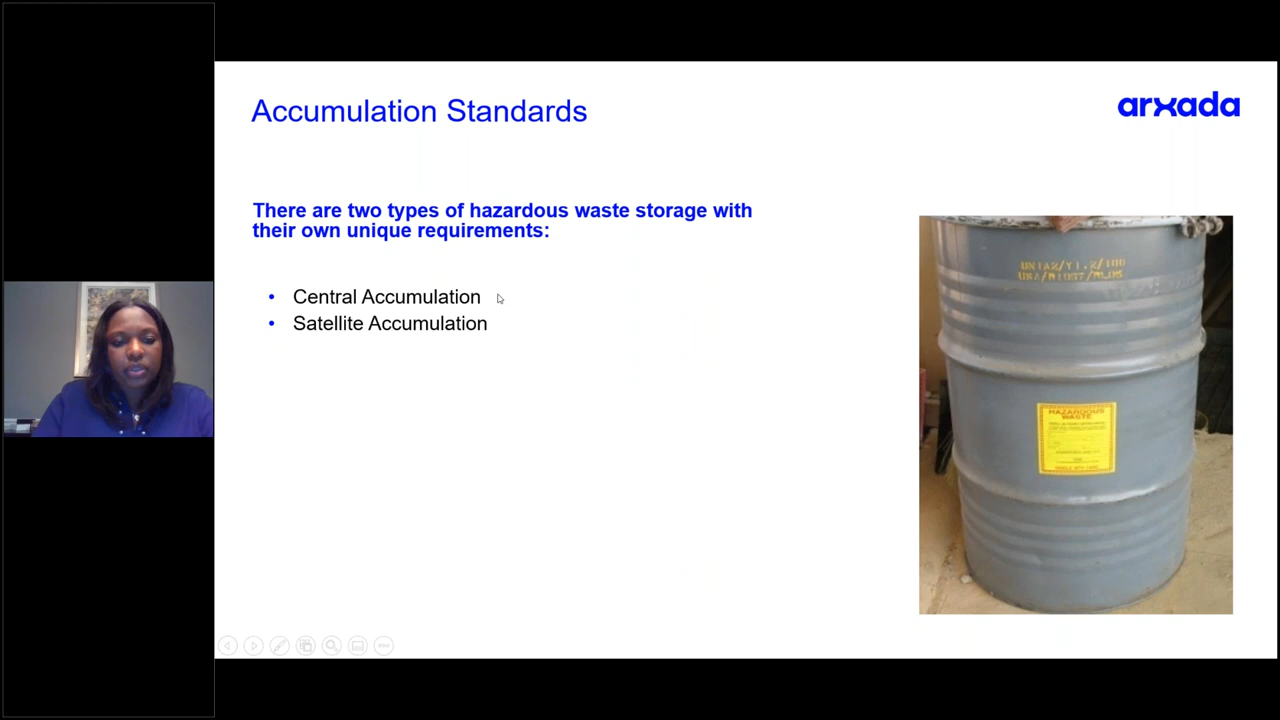 Accumulation Standards
arxada
There are two types of hazardous waste storage with
their own unique requirements:
• Central Accumulation
• Satellite Accumulation
HAZARDOUS
WASTE